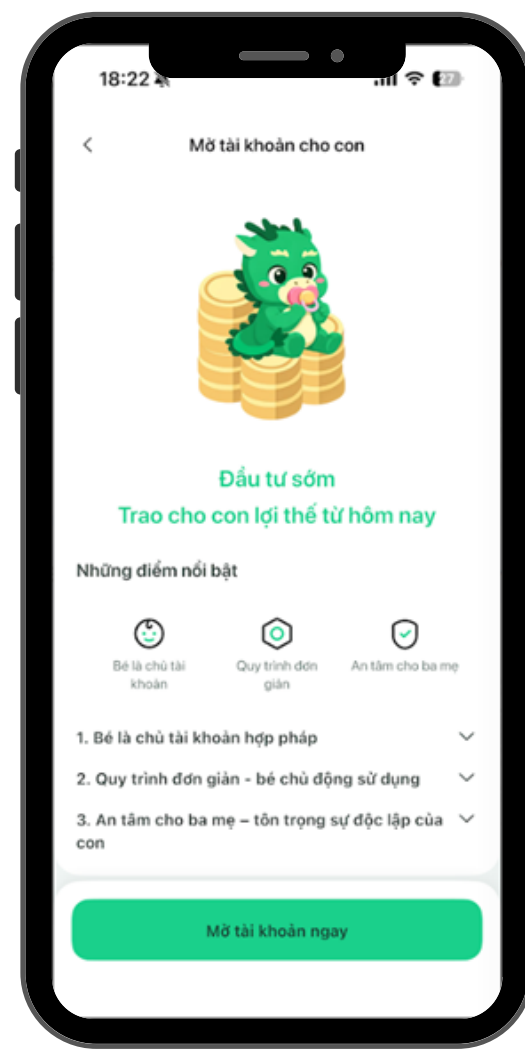 18:22
27
Mở tài khoản cho con
Đầu tư sớm
Trao cho con lợi thế từ hôm nay
Những điểm nổi bật
Bé là chủ tài
khoản
Quy trình đơn
giản
An tâm cho ba mẹ
1. Bé là chủ tài khoản hợp pháp
2. Quy trình đơn giản - bé chủ động sử dụng
3. An tâm cho ba mẹ – tôn trọng sự độc lập của
con
Mở tài khoản ngay